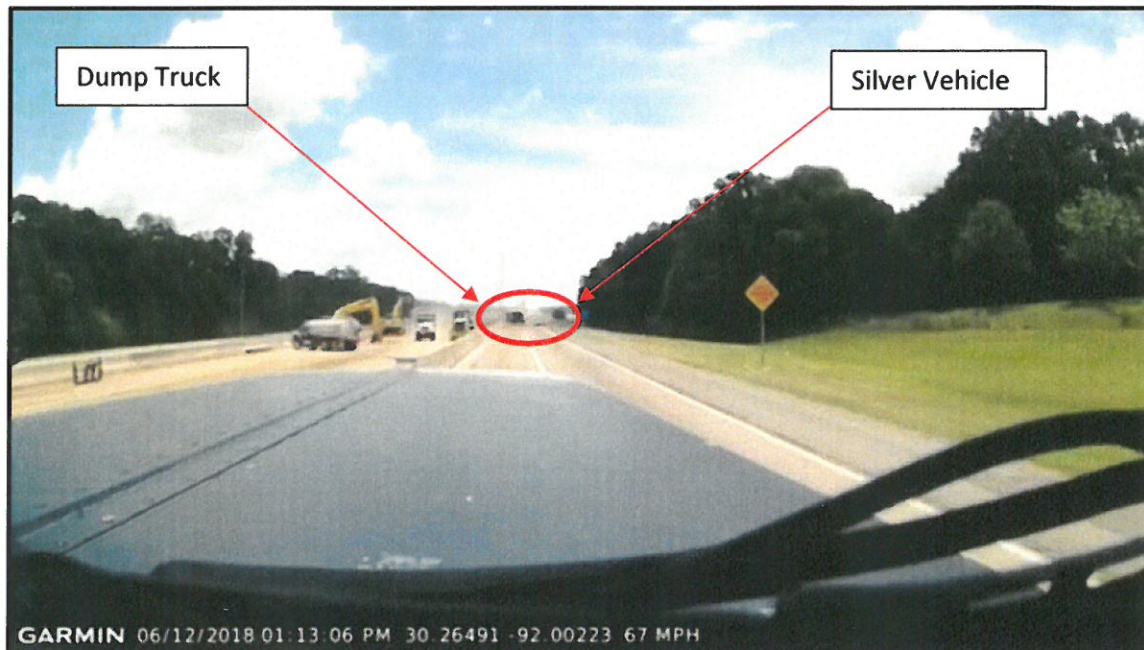 Dump Truck
Silver Vehicle
GARMIN 06/12/2018 01:13:06 PM 30.26491 -92.00223 67 MPH